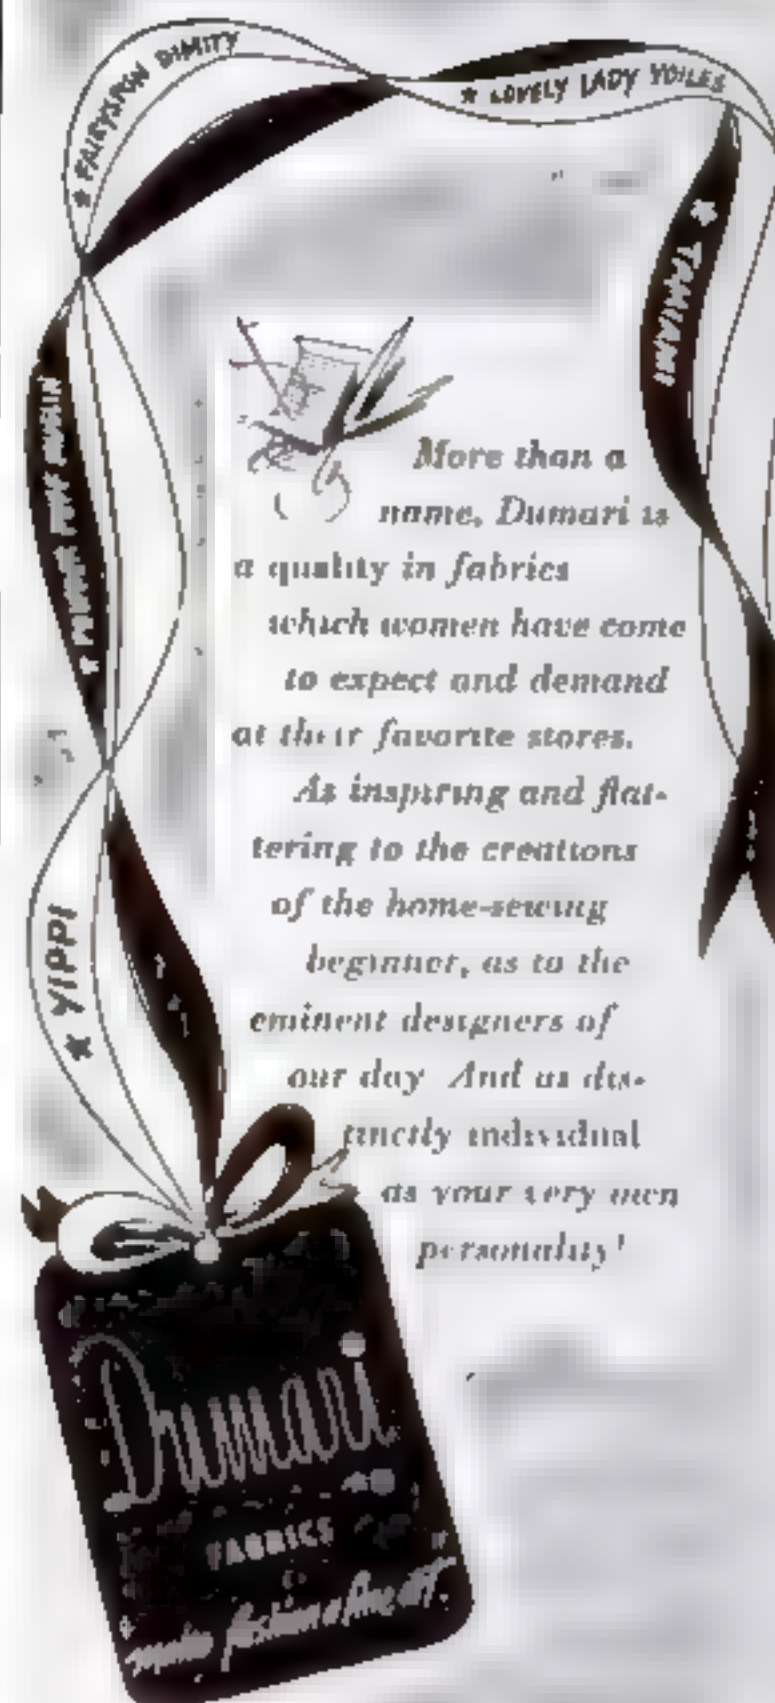 ★ FAIRYSPUN DIMITY
★ LOVELY LADY VOILES
★ TAMIAMI
★ YIPPI
More than a
name, Dumari is
a quality in fabrics
which women have come
to expect and demand
at their favorite stores.
As inspiring and flat-
tering to the creations
of the home-sewing
beginner, as to the
eminent designers of
our day And as dis-
tinctly individual
as your very own
personality!
Dumari
FABRICS
fashion a fine